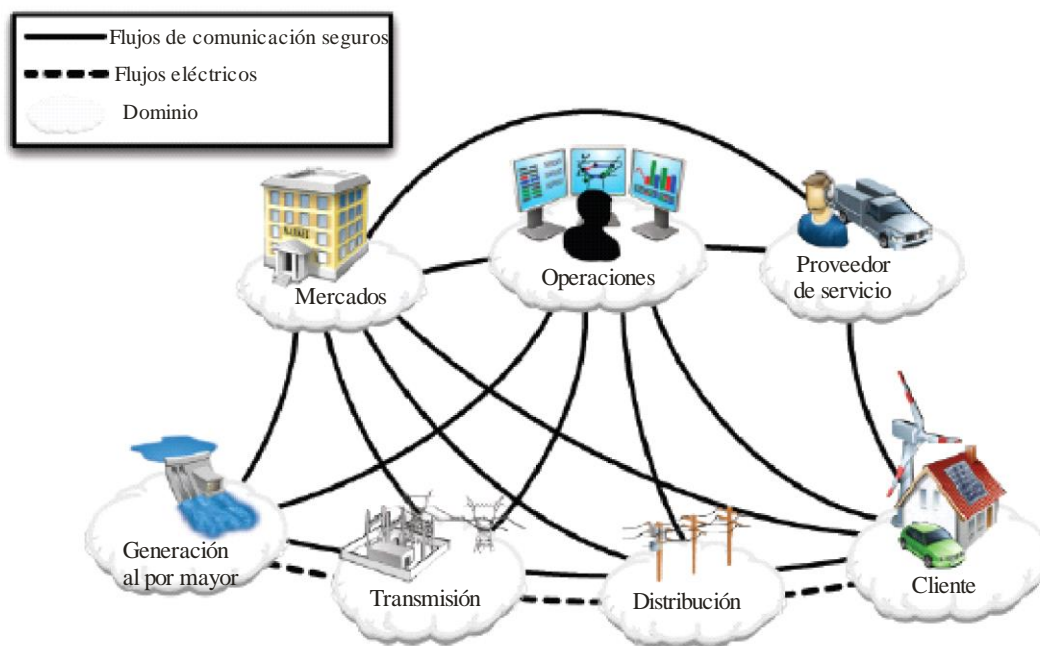 Flujos de comunicación seguros
Flujos eléctricos
Dominio
Mercados
Operaciones
Proveedor
de servicio
Generación
al por mayor
Transmisión
Distribución
Cliente